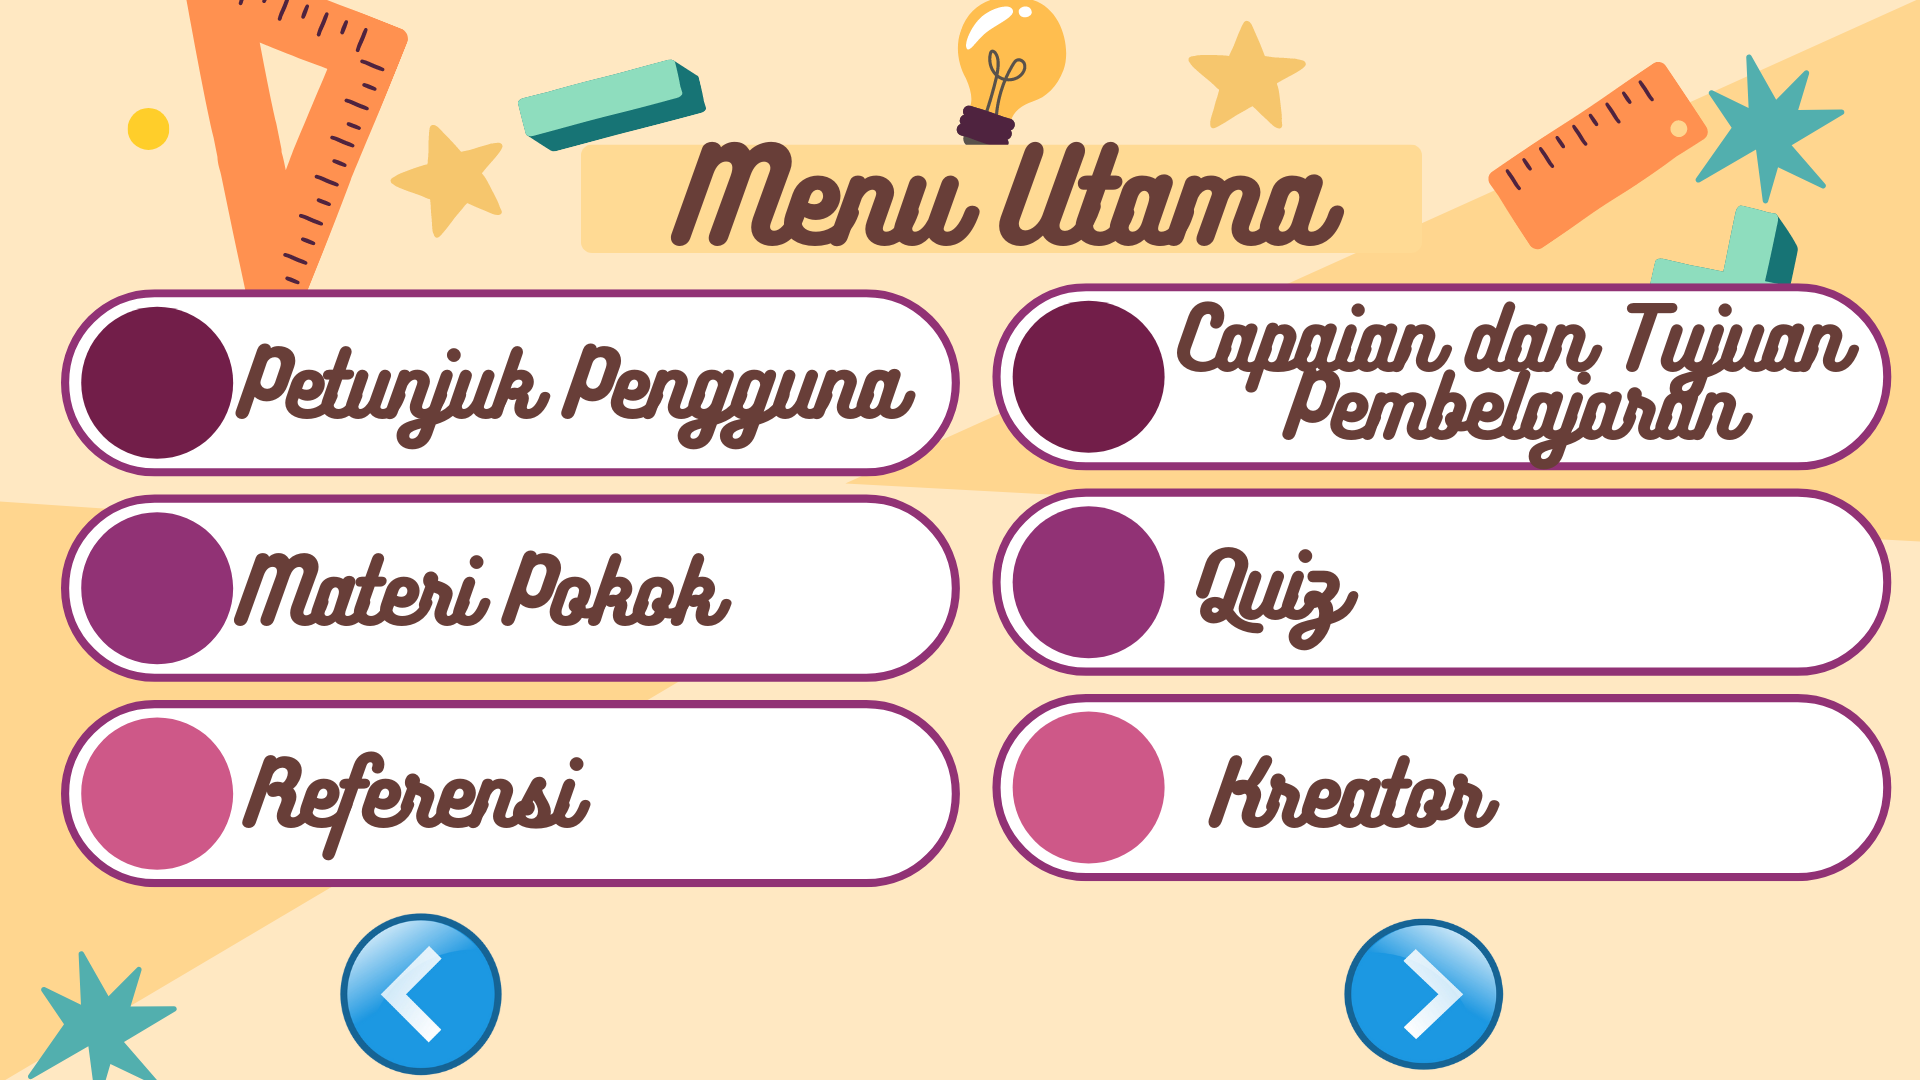 Menu Utama
Petunjuk Pengguna
Capaian dan Tujuan
Pembelajaran
Materi Pokok
Quiz
Referensi
Kreator